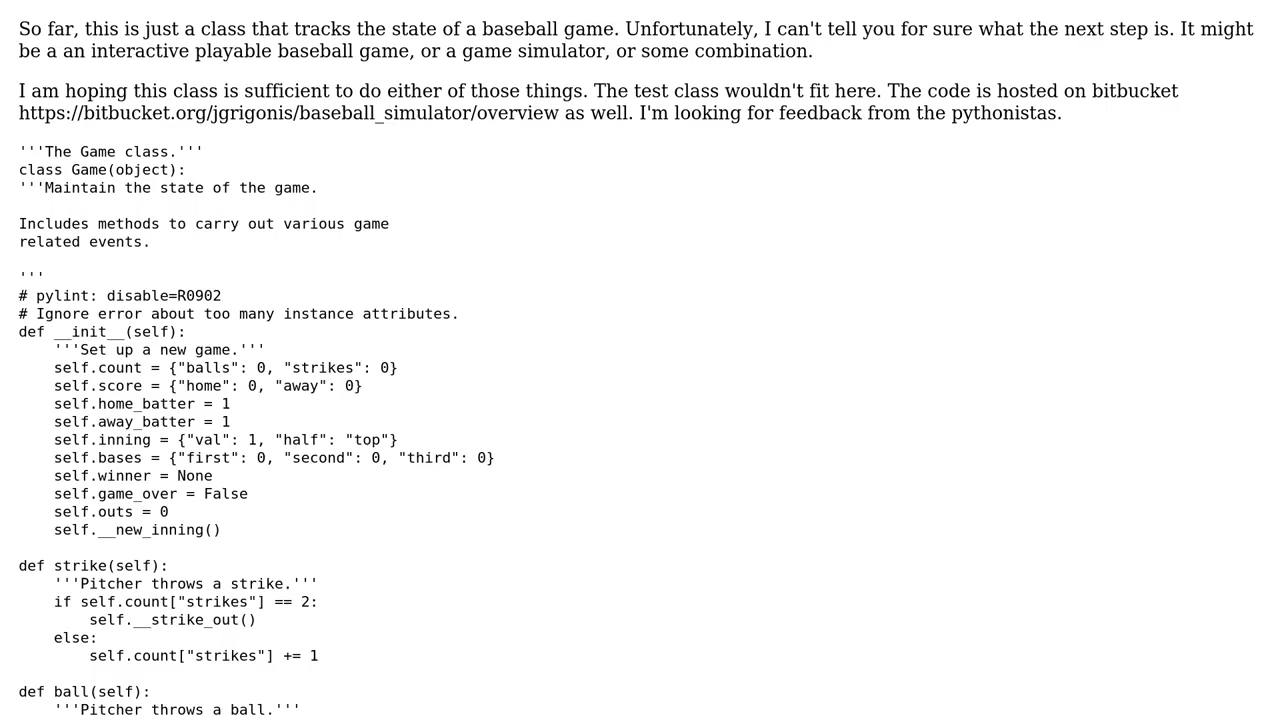 So far, this is just a class that tracks the state of a baseball game. Unfortunately, I can't tell you for sure what the next step is. It might
be a an interactive playable baseball game, or a game simulator, or some combination.
I am hoping this class is sufficient to do either of those things. The test class wouldn't fit here. The code is hosted on bitbucket
https://bitbucket.org/jgrigonis/baseball_simulator/overview as well. I'm looking for feedback from the pythonistas.
'''The Game class.'''
class Game(object):
'''Maintain the state of the game.
Includes methods to carry out various game
related events.
'''
# pylint: disable=R0902
# Ignore error about too many instance attributes.
def __init__(self):
    '''Set up a new game.'''
    self.count = {"balls": 0, "strikes": 0}
    self.score = {"home": 0, "away": 0}
    self.home_batter = 1
    self.away_batter = 1
    self.inning = {"val": 1, "half": "top"}
    self.bases = {"first": 0, "second": 0, "third": 0}
    self.winner = None
    self.game_over = False
    self.outs = 0
    self.__new_inning()
def strike(self):
    '''Pitcher throws a strike.'''
    if self.count["strikes"] == 2:
        self.__strike_out()
    else:
        self.count["strikes"] += 1
def ball(self):
    '''Pitcher throws a ball.'''